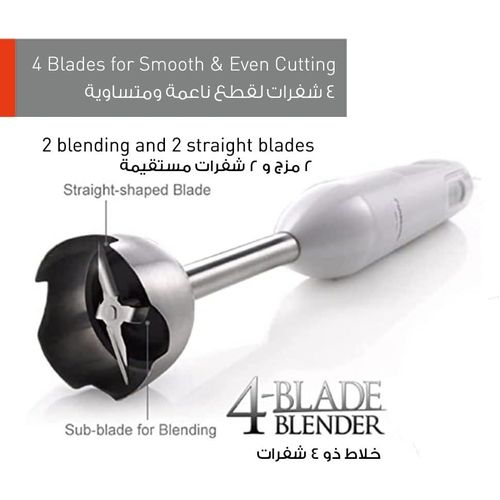 4 Blades for Smooth & Even Cutting
٤ شفرات لقطع ناعمة ومتساوية
2 blending and 2 straight blades
٢ مزج و ٢ شفرات مستقيمة
Straight-shaped Blade
Sub-blade for Blending
4-BLADE
BLENDER
خلاط ذو ٤ شفرات